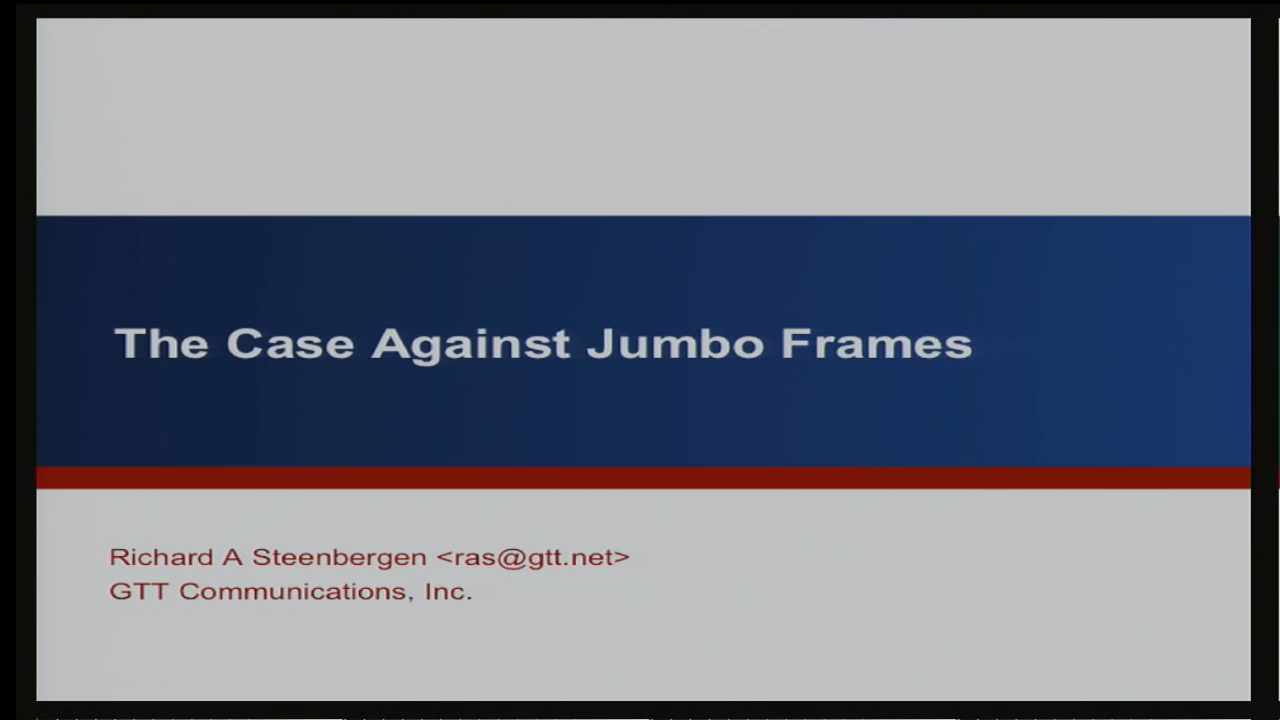 The Case Against Jumbo Frames
Richard A Steenbergen <ras@gtt.net>
GTT Communications, Inc.